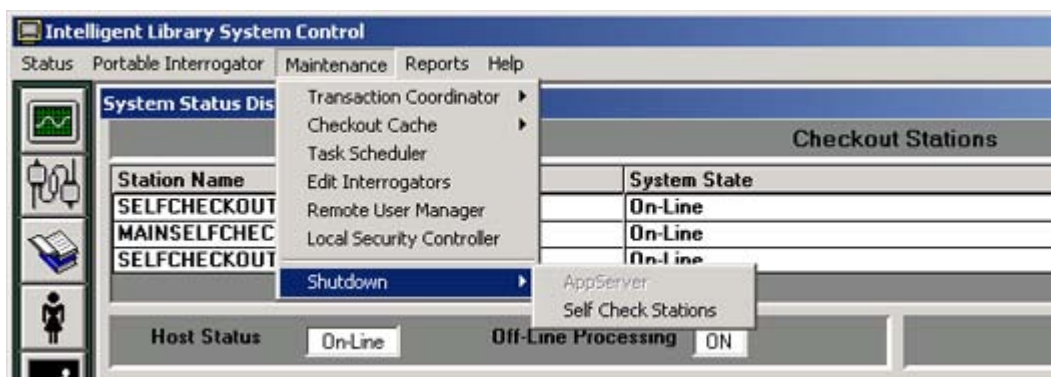 Intelligent Library System Control
Status Portable Interrogator Maintenance Reports Help
Transaction Coordinator
Checkout Cache
Task Scheduler
Edit Interrogators
Remote User Manager
Local Security Controller
Shutdown
AppServer
Self Check Stations
System Status Dis
Checkout Stations
Station Name System State
SELFCHECKOUT On-Line
MAINSELFCHEC On-Line
SELFCHECKOUT On-Line
Host Status On-Line Off-Line Processing ON